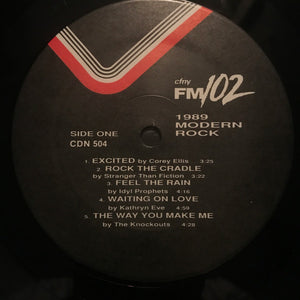 cfny
FM102
1989
MODERN
ROCK
SIDE ONE
CDN 504
1. EXCITED by Corey Ellis 3:25
2. ROCK THE CRADLE
by Stranger Than Fiction 3:22
3. FEEL THE RAIN
by Idyl Prophets 4:16
4. WAITING ON LOVE
by Kathryn Eve 4:59
5. THE WAY YOU MAKE ME
by The Knockouts 4:28